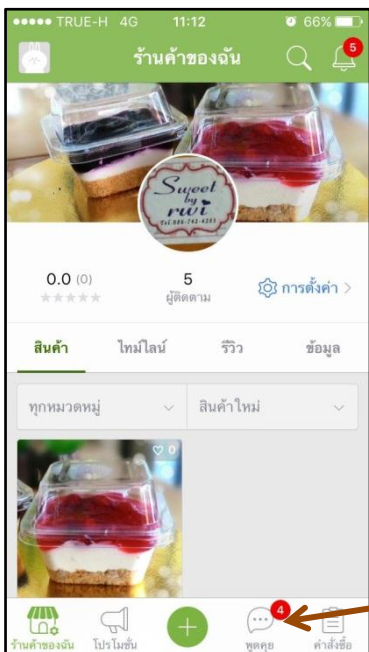 TRUE-H 4G 11:12 66%
ร้านค้าของฉัน 5
Sweet
by
rwi
0.0 (0) 5 การตั้งค่า
ผู้ติดตาม
สินค้า ไทม์ไลน์ รีวิว ข้อมูล
ทุกหมวดหมู่ สินค้าใหม่
0
4
ร้านค้าของฉัน โปรโมชั่น พูดคุย คำสั่งซื้อ